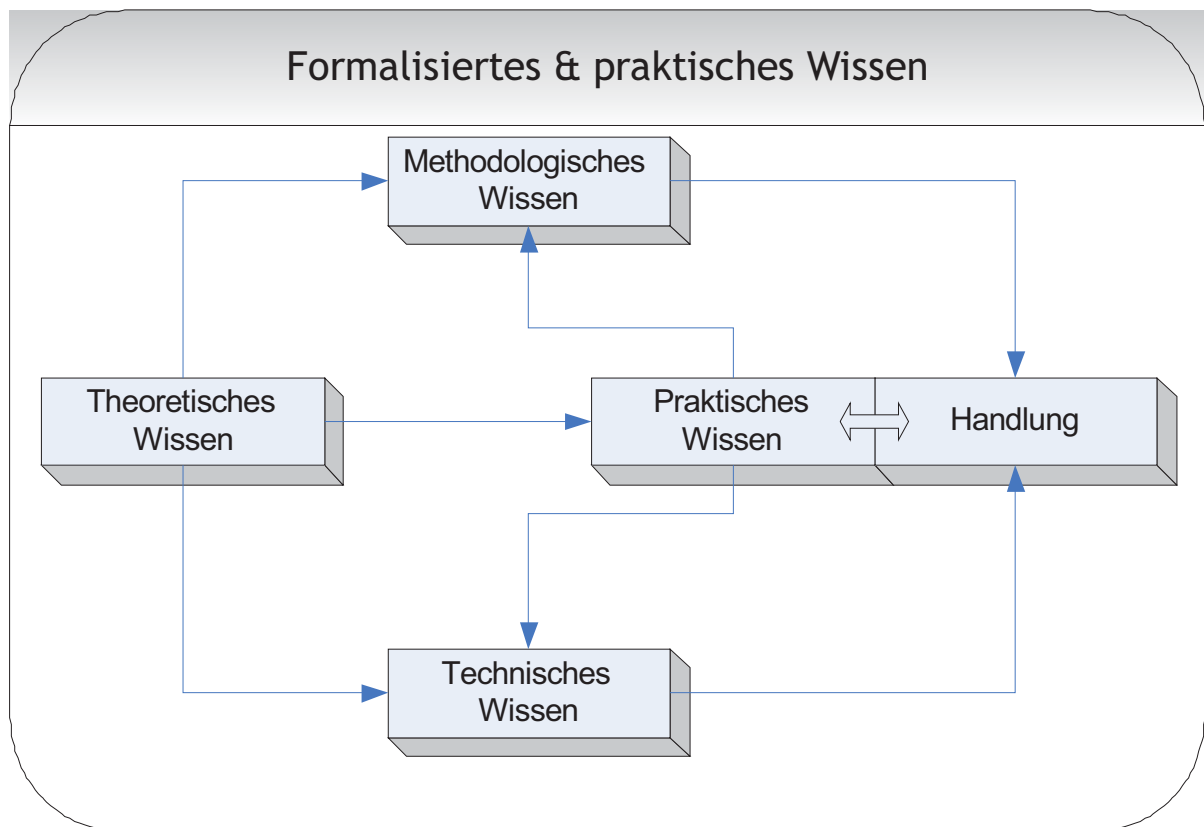 Formalisiertes & praktisches Wissen
Methodologisches
Wissen
Theoretisches
Wissen
Praktisches
Wissen
Handlung
Technisches
Wissen